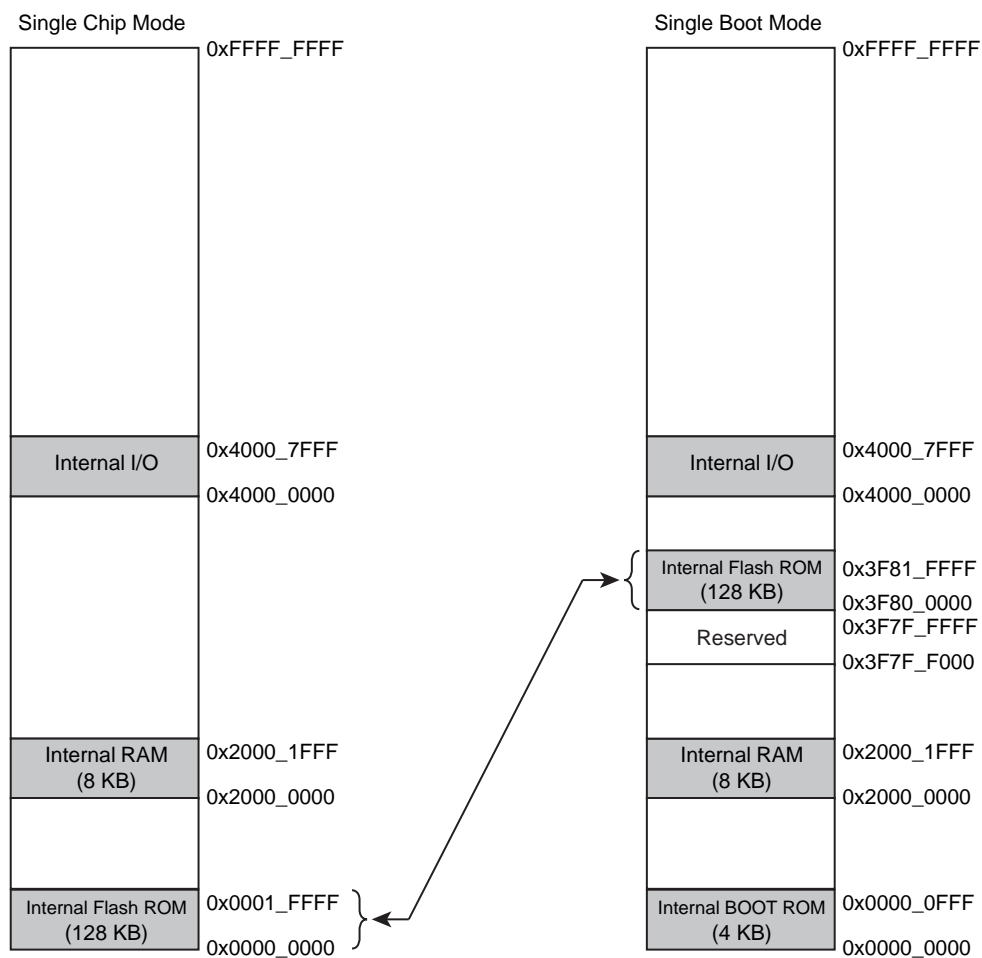 Single Chip Mode
0xFFFF_FFFF
Internal I/O
0x4000_7FFF
0x4000_0000
Internal RAM
(8 KB)
0x2000_1FFF
0x2000_0000
Internal Flash ROM
(128 KB)
0x0001_FFFF
0x0000_0000
Single Boot Mode
0xFFFF_FFFF
Internal I/O
0x4000_7FFF
0x4000_0000
Internal Flash ROM
(128 KB)
0x3F81_FFFF
0x3F80_0000
Reserved
0x3F7F_FFFF
0x3F7F_F000
Internal RAM
(8 KB)
0x2000_1FFF
0x2000_0000
Internal BOOT ROM
(4 KB)
0x0000_0FFF
0x0000_0000